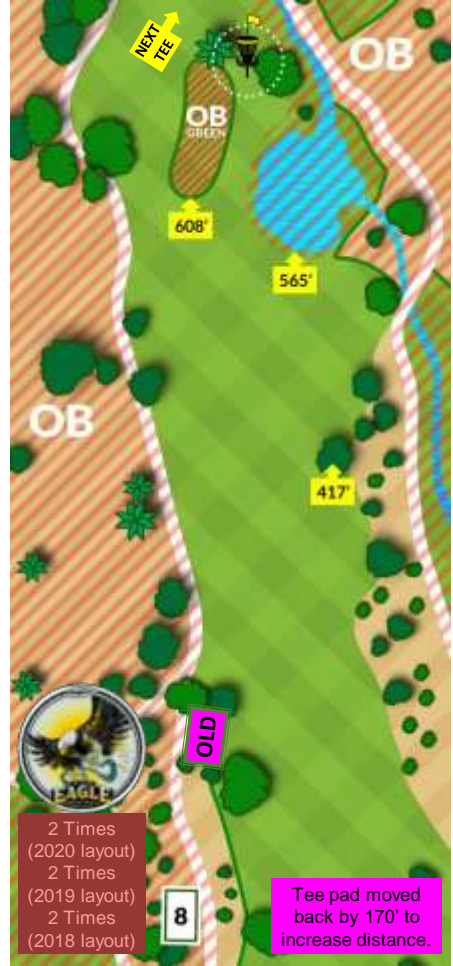 NEXT
TEE
OB
OB
GREEN
608'
565'
OB
417'
OLD
EAGLE
2 Times
(2020 layout)
2 Times
(2019 layout)
2 Times
(2018 layout)
8
Tee pad moved
back by 170' to
increase distance.